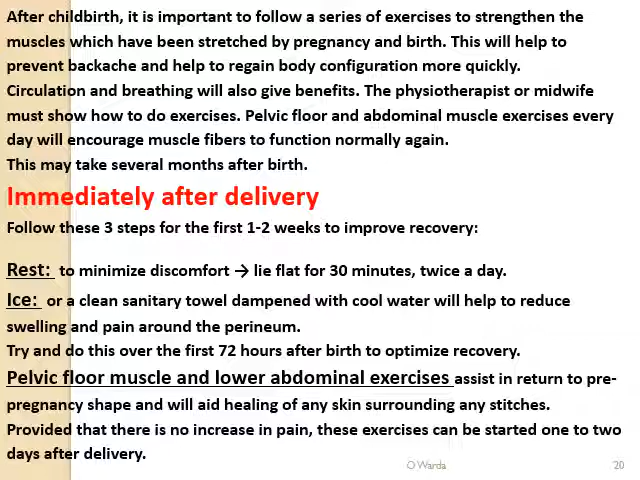 After childbirth, it is important to follow a series of exercises to strengthen the
muscles which have been stretched by pregnancy and birth. This will help to
prevent backache and help to regain body configuration more quickly.
Circulation and breathing will also give benefits. The physiotherapist or midwife
must show how to do exercises. Pelvic floor and abdominal muscle exercises every
day will encourage muscle fibers to function normally again.
This may take several months after birth.
Immediately after delivery
Follow these 3 steps for the first 1-2 weeks to improve recovery:
Rest: to minimize discomfort → lie flat for 30 minutes, twice a day.
Ice: or a clean sanitary towel dampened with cool water will help to reduce
swelling and pain around the perineum.
Try and do this over the first 72 hours after birth to optimize recovery.
Pelvic floor muscle and lower abdominal exercises assist in return to pre-
pregnancy shape and will aid healing of any skin surrounding any stitches.
Provided that there is no increase in pain, these exercises can be started one to two
days after delivery.
O Warda 20